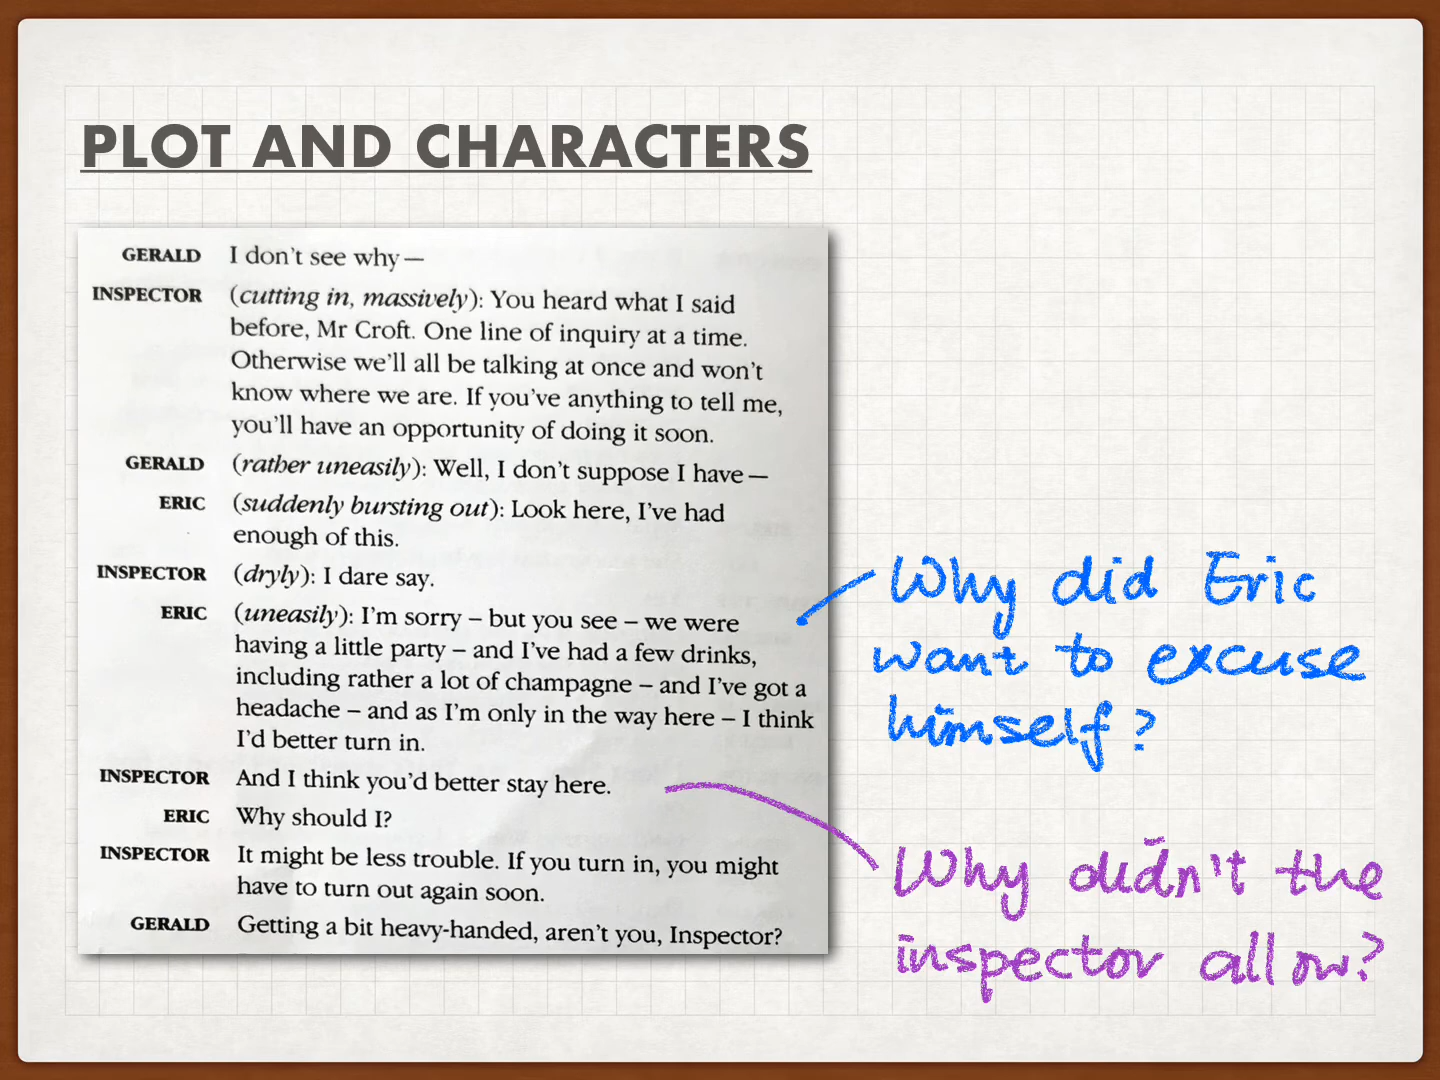 PLOT AND CHARACTERS
GERALD I don't see why —
INSPECTOR (cutting in, massively): You heard what I said
before, Mr Croft. One line of inquiry at a time.
Otherwise we'll all be talking at once and won't
know where we are. If you've anything to tell me,
you'll have an opportunity of doing it soon.
GERALD (rather uneasily): Well, I don't suppose I have —
ERIC (suddenly bursting out): Look here, I've had
enough of this.
INSPECTOR (dryly): I dare say.
ERIC (uneasily): I'm sorry – but you see – we were
having a little party – and I've had a few drinks,
including rather a lot of champagne – and I've got a
headache – and as I'm only in the way here – I think
I'd better turn in.
INSPECTOR And I think you'd better stay here.
ERIC Why should I?
INSPECTOR It might be less trouble. If you turn in, you might
have to turn out again soon.
GERALD Getting a bit heavy-handed, aren't you, Inspector?
Why did Eric
want to excuse
himself?
Why didn't the
inspector allow?